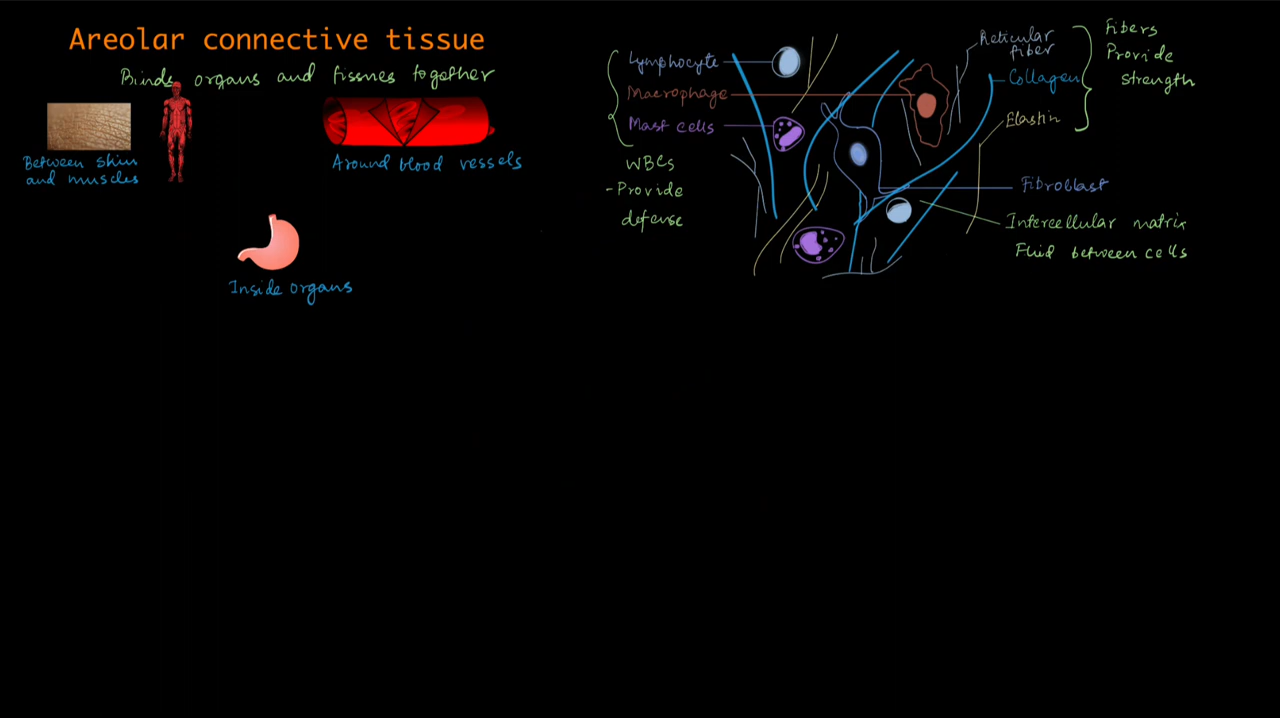 Areolar connective tissue
Binds organs and tissues together
Between skin
and muscles
Around blood vessels
Inside organs
Lymphocyte
Macrophage
Mast cells
WBCs
-Provide
defense
Reticular
fiber
Collagen
Elastin
Fibers
Provide
strength
Fibroblast
Intercellular matrix
Fluid between cells